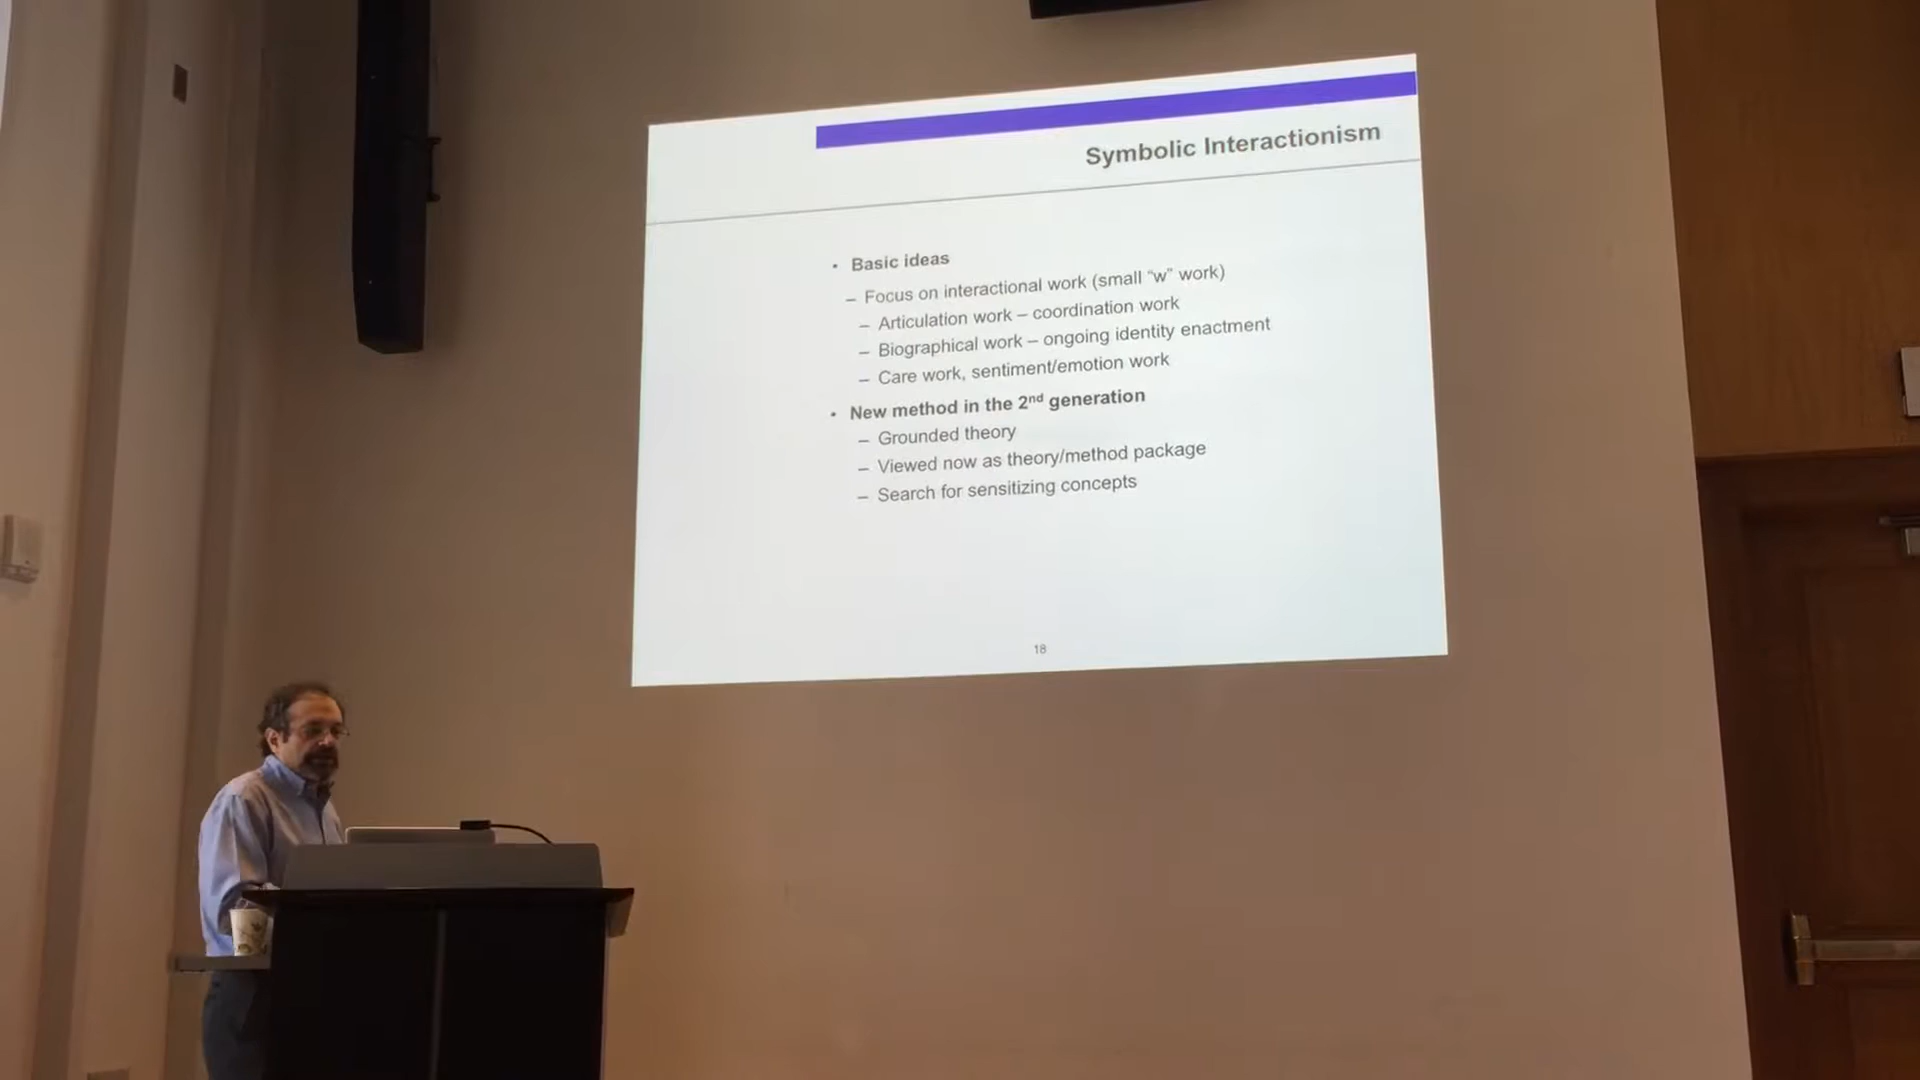 Symbolic Interactionism
• Basic ideas
– Focus on interactional work (small “w” work)
– Articulation work – coordination work
– Biographical work – ongoing identity enactment
– Care work, sentiment/emotion work
• New method in the 2nd generation
– Grounded theory
– Viewed now as theory/method package
– Search for sensitizing concepts
18